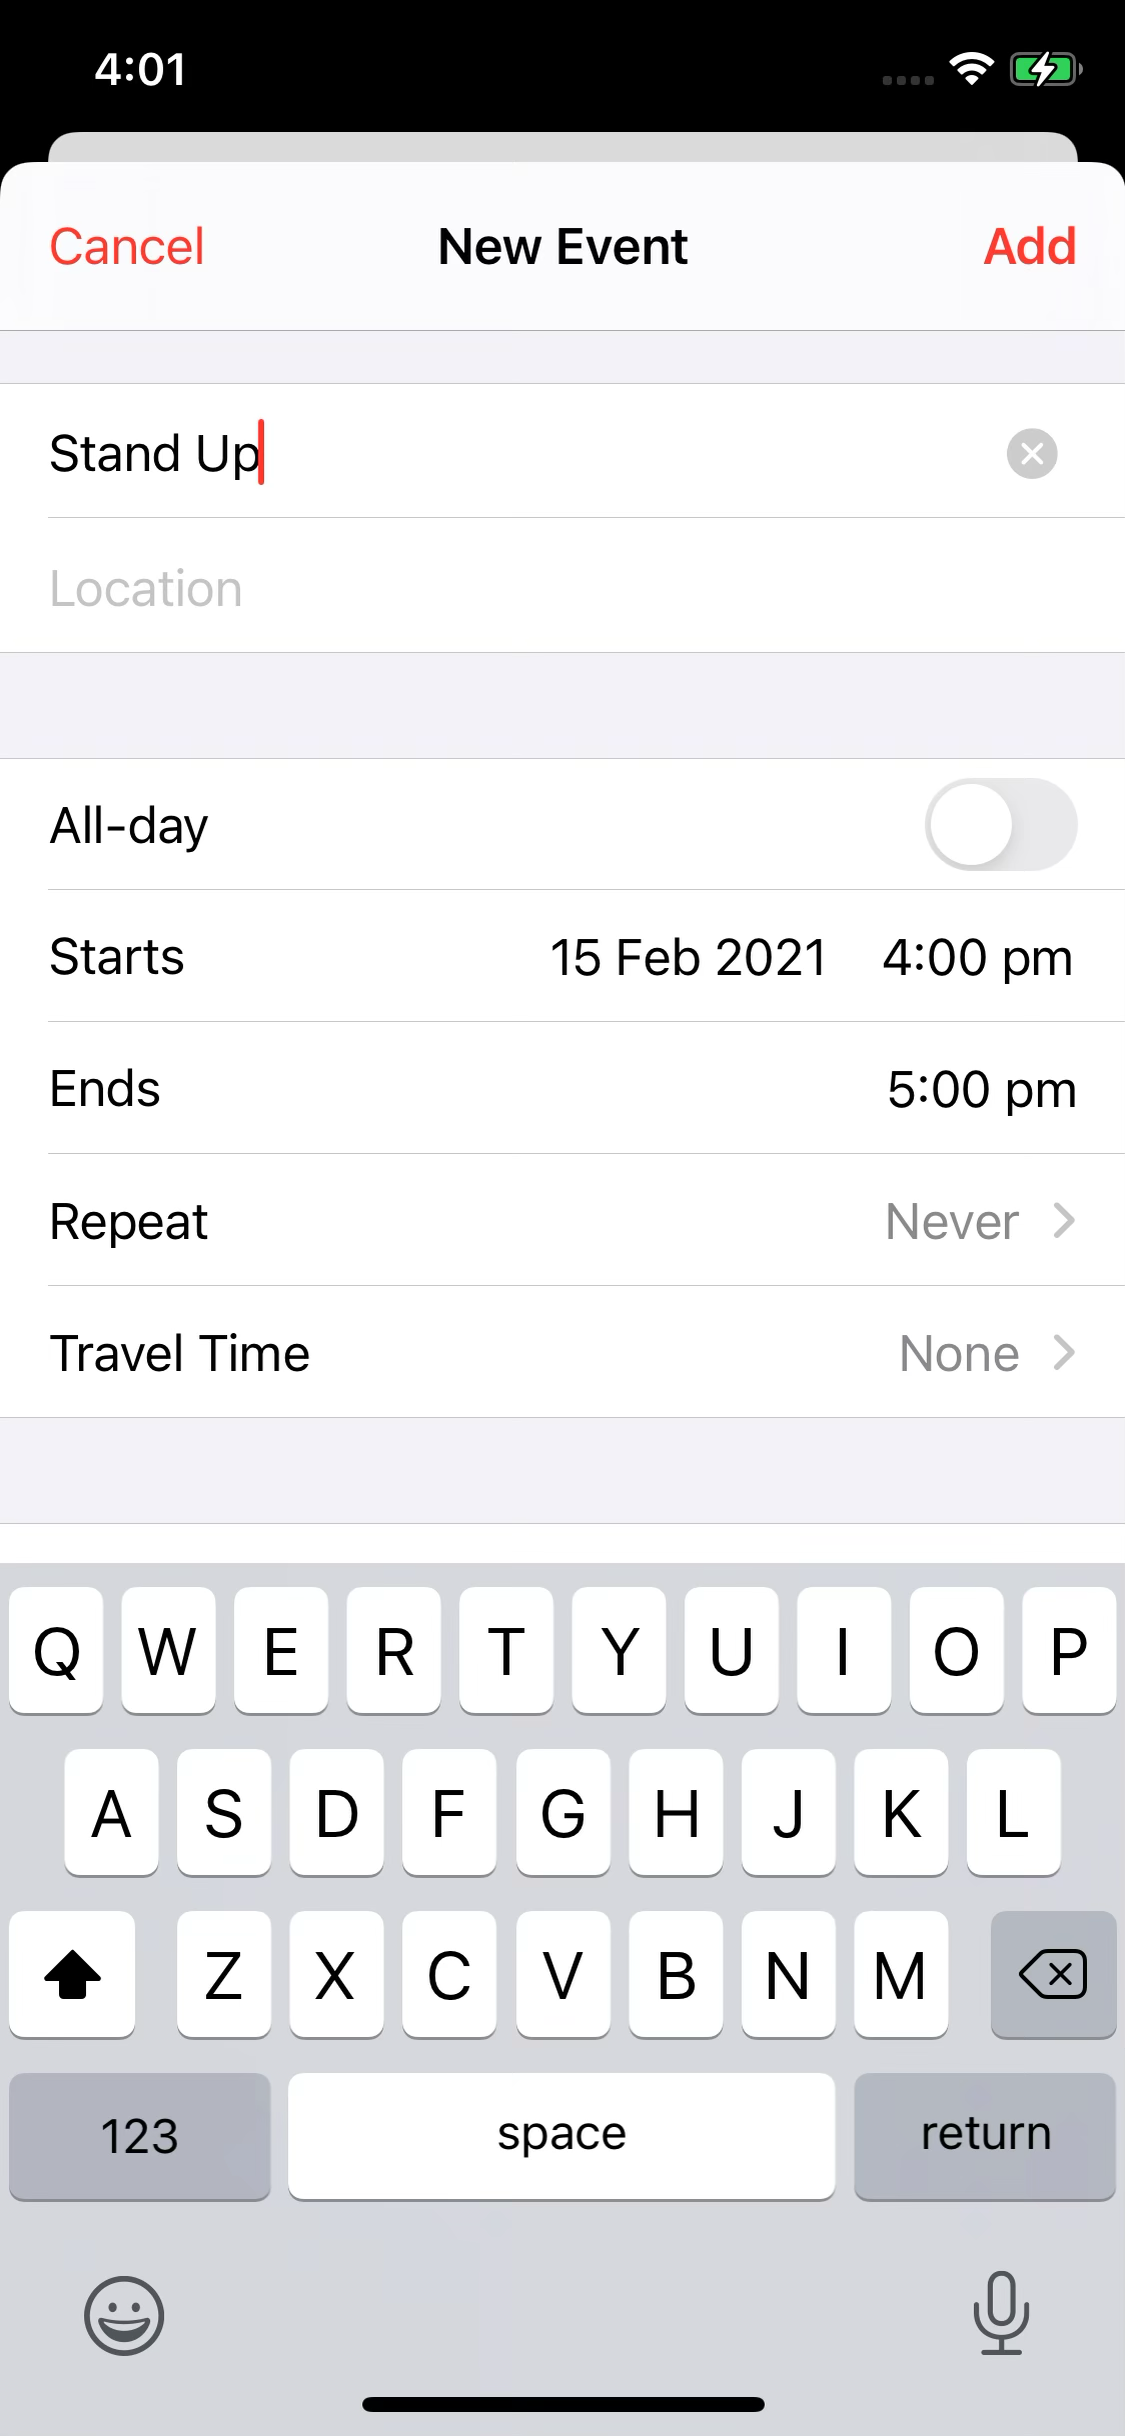 4:01
Cancel New Event Add
Stand Up
Location
All-day
Starts 15 Feb 2021 4:00 pm
Ends 5:00 pm
Repeat Never
Travel Time None
Q W E R T Y U I O P
A S D F G H J K L
Z X C V B N M
123 space return